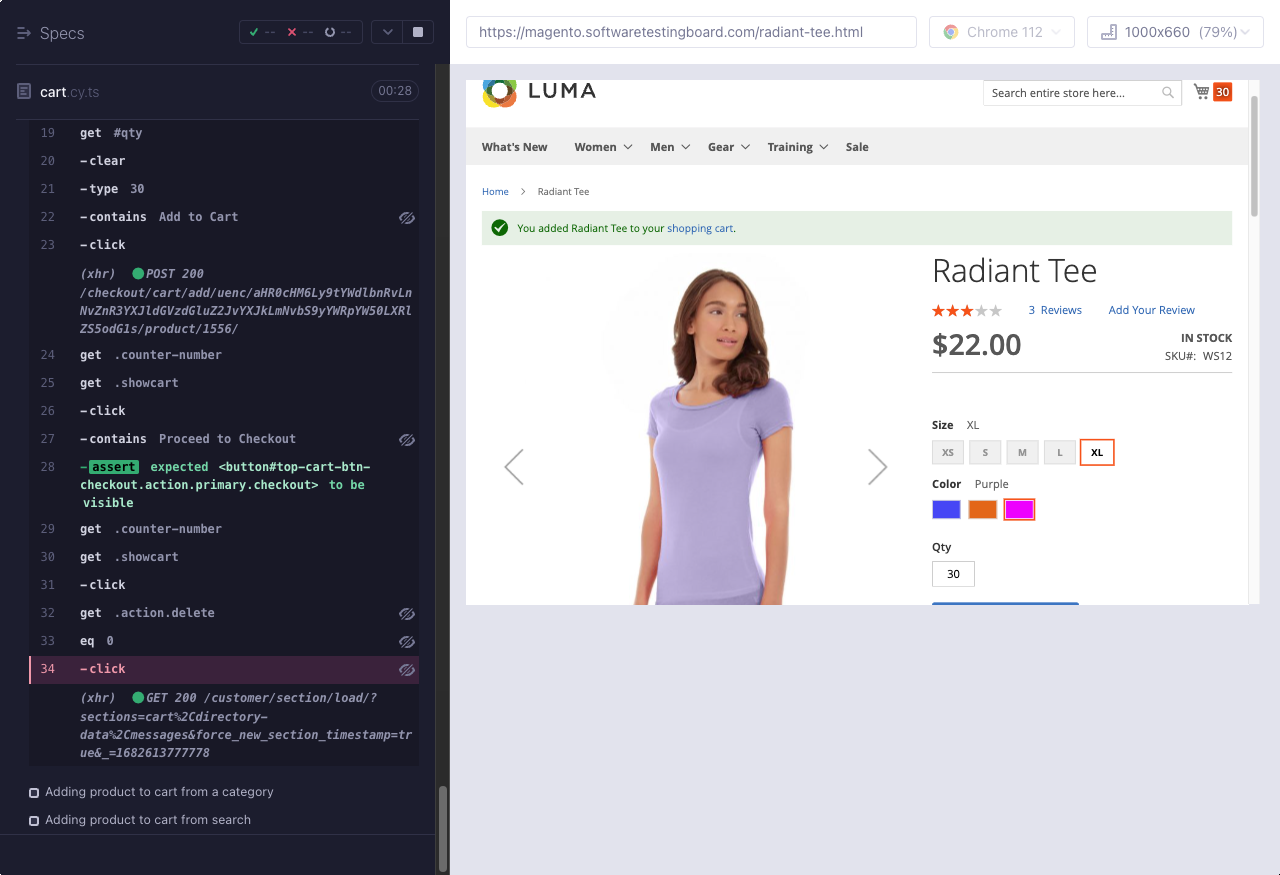 Specs
-- -- --
cart.cy.ts 00:28
19 get #qty
20 -clear
21 -type 30
22 -contains Add to Cart
23 -click
(xhr) POST 200
/checkout/cart/add/uenc/aHR0cHM6Ly9tYWdlbnRvLn
NvZnR3YXJldGVzdGluZ2JvYXJkLmNvbS9yYWRpYW50LXRl
ZS5odG1s/product/1556/
24 get .counter-number
25 get .showcart
26 -click
27 -contains Proceed to Checkout
28 -assert expected <button#top-cart-btn-
checkout.action.primary.checkout> to be
visible
29 get .counter-number
30 get .showcart
31 -click
32 get .action.delete
33 eq 0
34 -click
(xhr) GET 200 /customer/section/load/?
sections=cart%2Cdirectory-
data%2Cmessages&force_new_section_timestamp=tr
ue&_=1682613777778
Adding product to cart from a category
Adding product to cart from search
https://magento.softwaretestingboard.com/radiant-tee.html
Chrome 112
1000x660 (79%)
LUMA
Search entire store here...
30
What's New Women Men Gear Training Sale
Home > Radiant Tee
You added Radiant Tee to your shopping cart.
Radiant Tee
3 Reviews Add Your Review
$22.00
IN STOCK
SKU#: WS12
Size XL
XS S M L XL
Color Purple
Qty
30